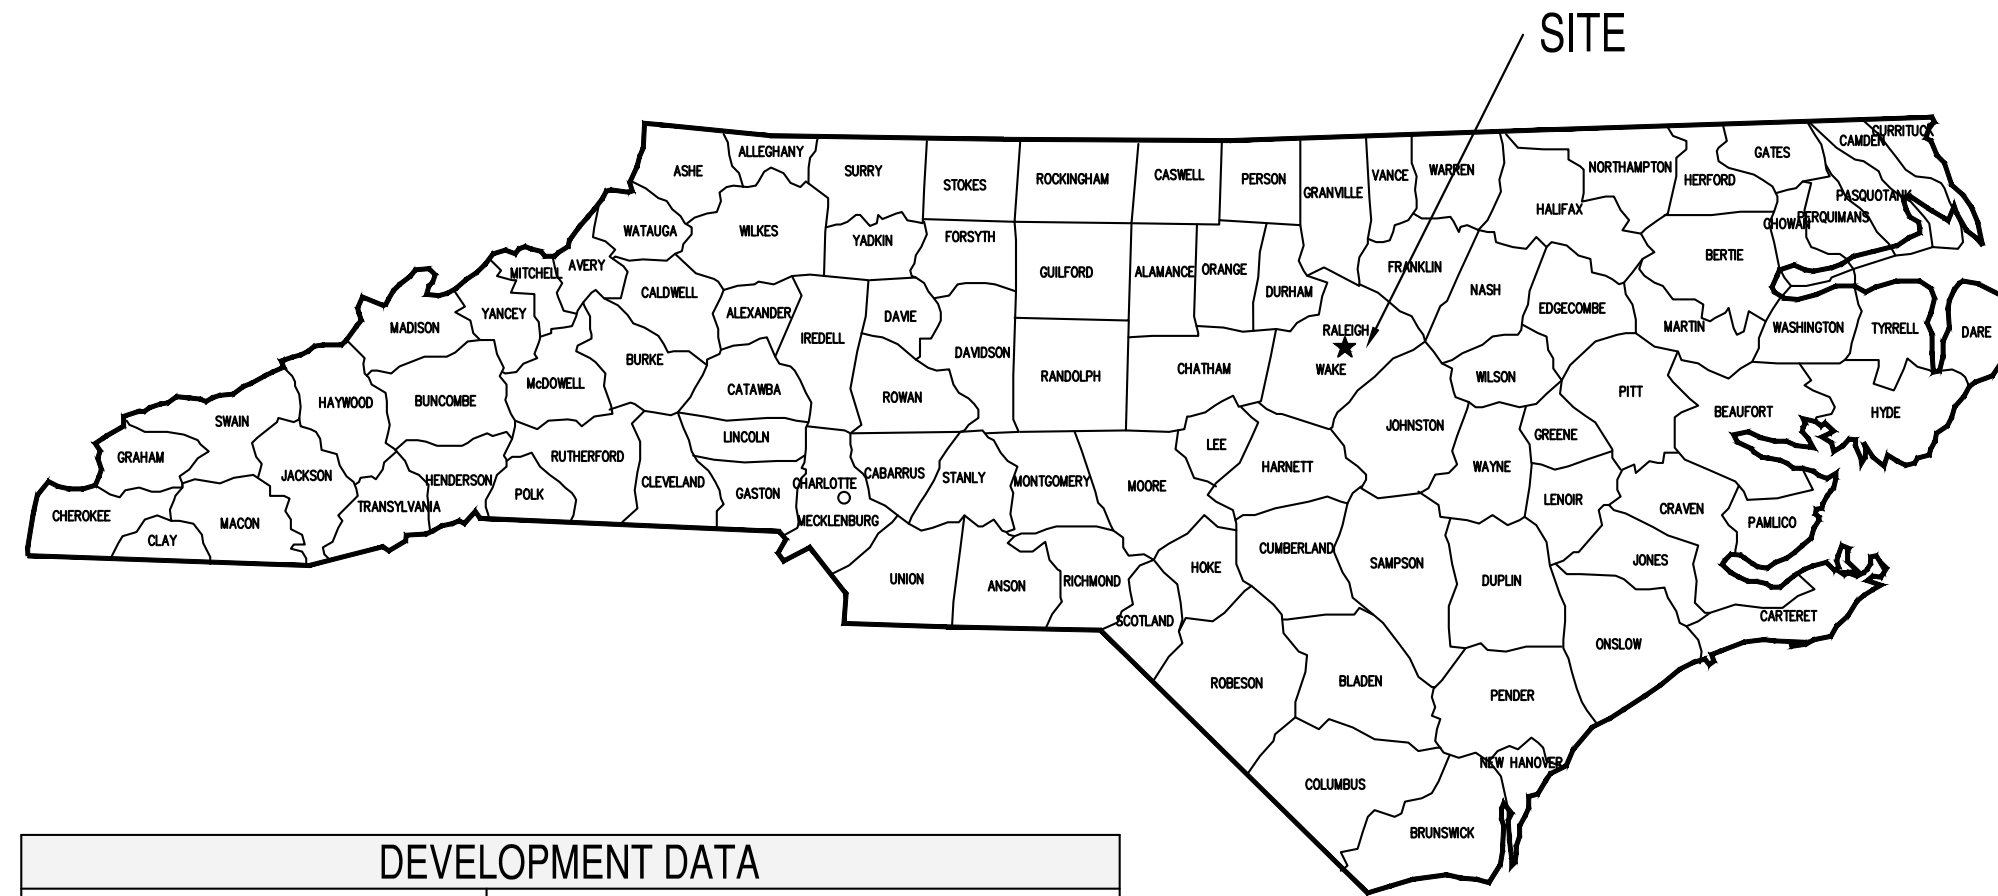 SITE
CURRITUCK
CAMDEN
ALLEGHANY
GATES
ASHE
SURRY
STOKES
ROCKINGHAM
CASWELL
PERSON
GRANVILLE
VANCE
WARREN
NORTHAMPTON
HERFORD
PASQUOTANK
HALIFAX
PERQUIMANS
CHOWAN
WATAUGA
WILKES
YADKIN
FORSYTH
BERTIE
MITCHELL
AVERY
GUILFORD
ALAMANCE
ORANGE
FRANKLIN
CALDWELL
DURHAM
NASH
EDGECOMBE
YANCEY
ALEXANDER
DAVIE
MADISON
IREDELL
RALEIGH
MARTIN
WASHINGTON
TYRRELL
DARE
BURKE
DAVIDSON
McDOWELL
CATAWBA
RANDOLPH
CHATHAM
WAKE
WILSON
PITT
HAYWOOD
BUNCOMBE
ROWAN
SWAIN
BEAUFORT
HYDE
LINCOLN
JOHNSTON
GREENE
LEE
GRAHAM
RUTHERFORD
JACKSON
HENDERSON
CLEVELAND
CHARLOTTE
CABARRUS
STANLY
MONTGOMERY
MOORE
HARNETT
WAYNE
POLK
GASTON
LENOIR
TRANSYLVANIA
CHEROKEE
MACON
MECKLENBURG
CRAVEN
PAMLICO
CLAY
CUMBERLAND
SAMPSON
JONES
HOKE
UNION
ANSON
RICHMOND
DUPLIN
SCOTLAND
CARTERET
ONSLOW
ROBESON
BLADEN
PENDER
NEW HANOVER
COLUMBUS
BRUNSWICK
DEVELOPMENT DATA